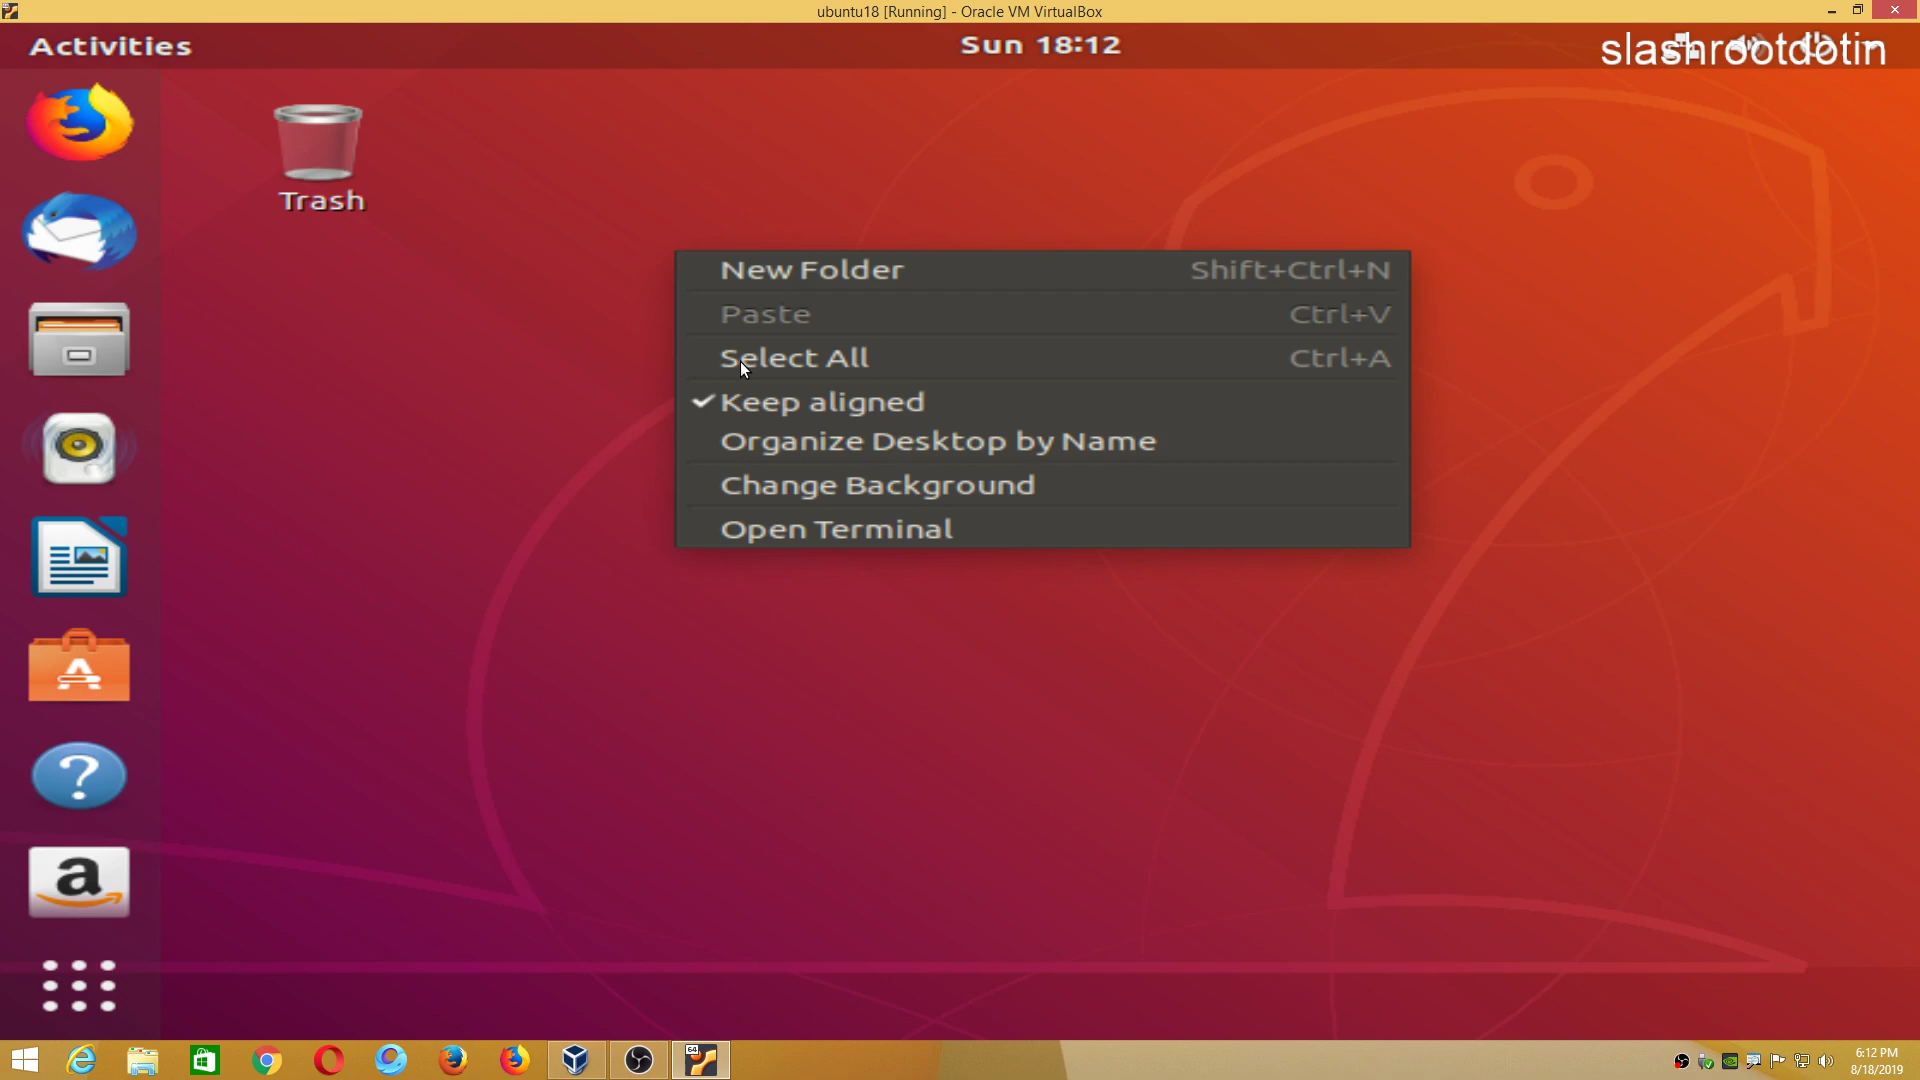 ubuntu18 [Running] - Oracle VM VirtualBox
Activities
Sun 18:12
slashrootdotin
Trash
New Folder Shift+Ctrl+N
Paste Ctrl+V
Select All Ctrl+A
Keep aligned
Organize Desktop by Name
Change Background
Open Terminal
a
64
6:12 PM
8/18/2019